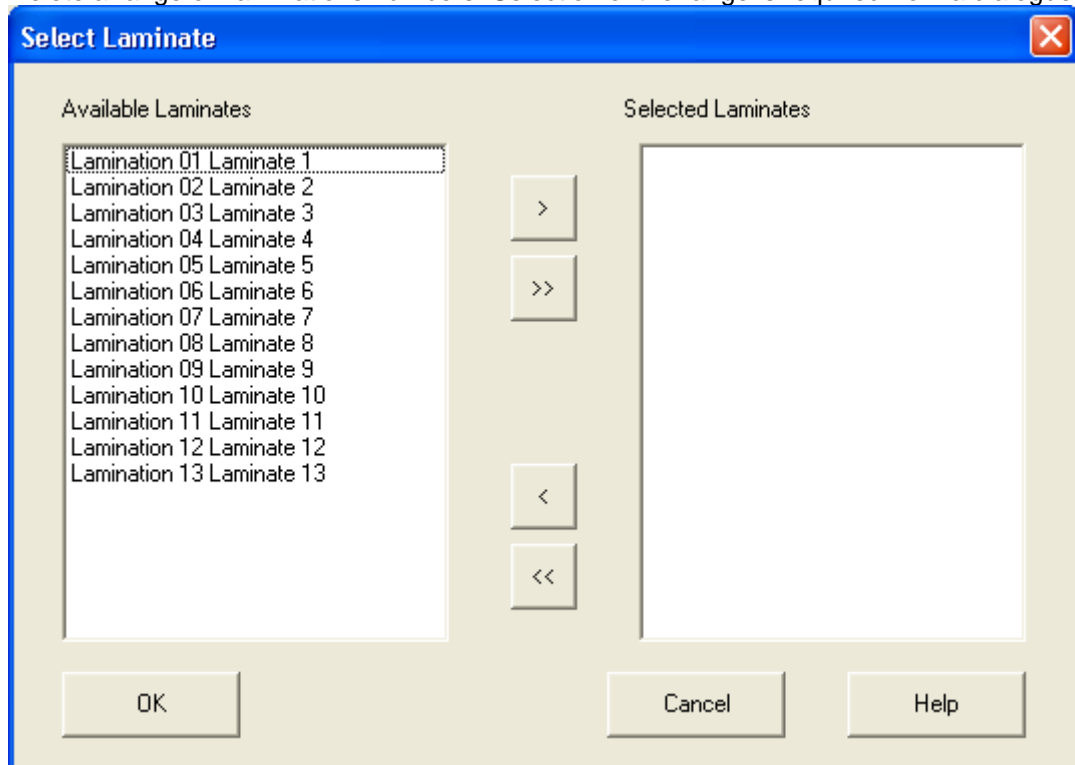 Select Laminate
Available Laminates
Selected Laminates
Lamination 01 Laminate 1
Lamination 02 Laminate 2
Lamination 03 Laminate 3
Lamination 04 Laminate 4
Lamination 05 Laminate 5
Lamination 06 Laminate 6
Lamination 07 Laminate 7
Lamination 08 Laminate 8
Lamination 09 Laminate 9
Lamination 10 Laminate 10
Lamination 11 Laminate 11
Lamination 12 Laminate 12
Lamination 13 Laminate 13
>
>>
<
<<
OK
Cancel
Help